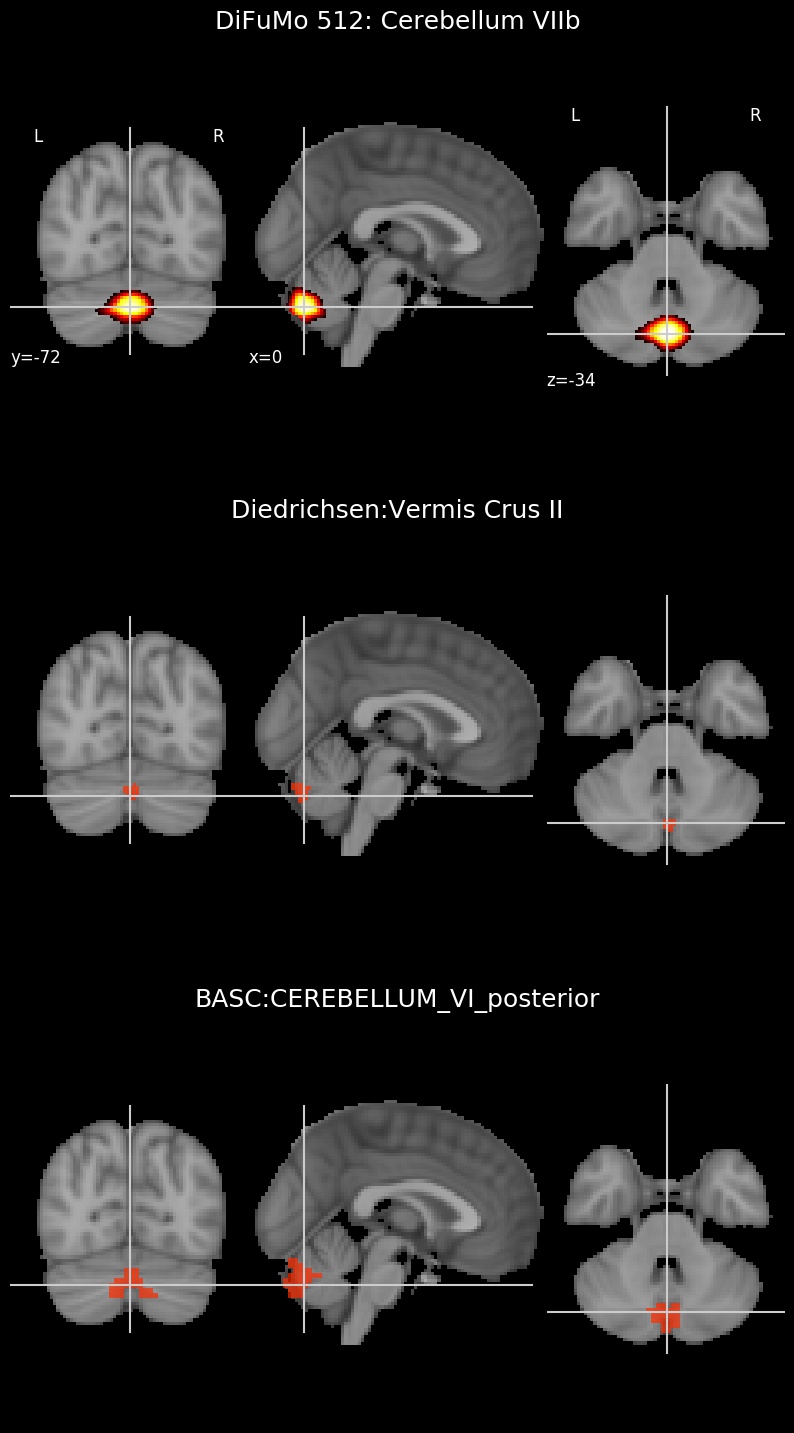 DiFuMo 512: Cerebellum VIIb
L R
L R
y=-72
x=0
z=-34
Diedrichsen:Vermis Crus II
BASC:CEREBELLUM_VI_posterior